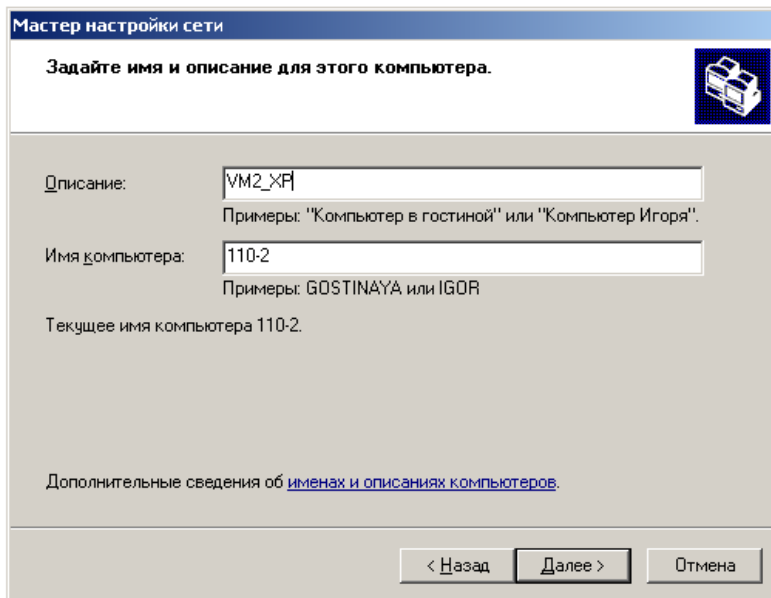 Мастер настройки сети
Задайте имя и описание для этого компьютера.
Описание: VM2_XP
Примеры: "Компьютер в гостиной" или "Компьютер Игоря".
Имя компьютера: 110-2
Примеры: GOSTINAYA или IGOR
Текущее имя компьютера 110-2.
Дополнительные сведения об именах и описаниях компьютеров.
< Назад Далее > Отмена